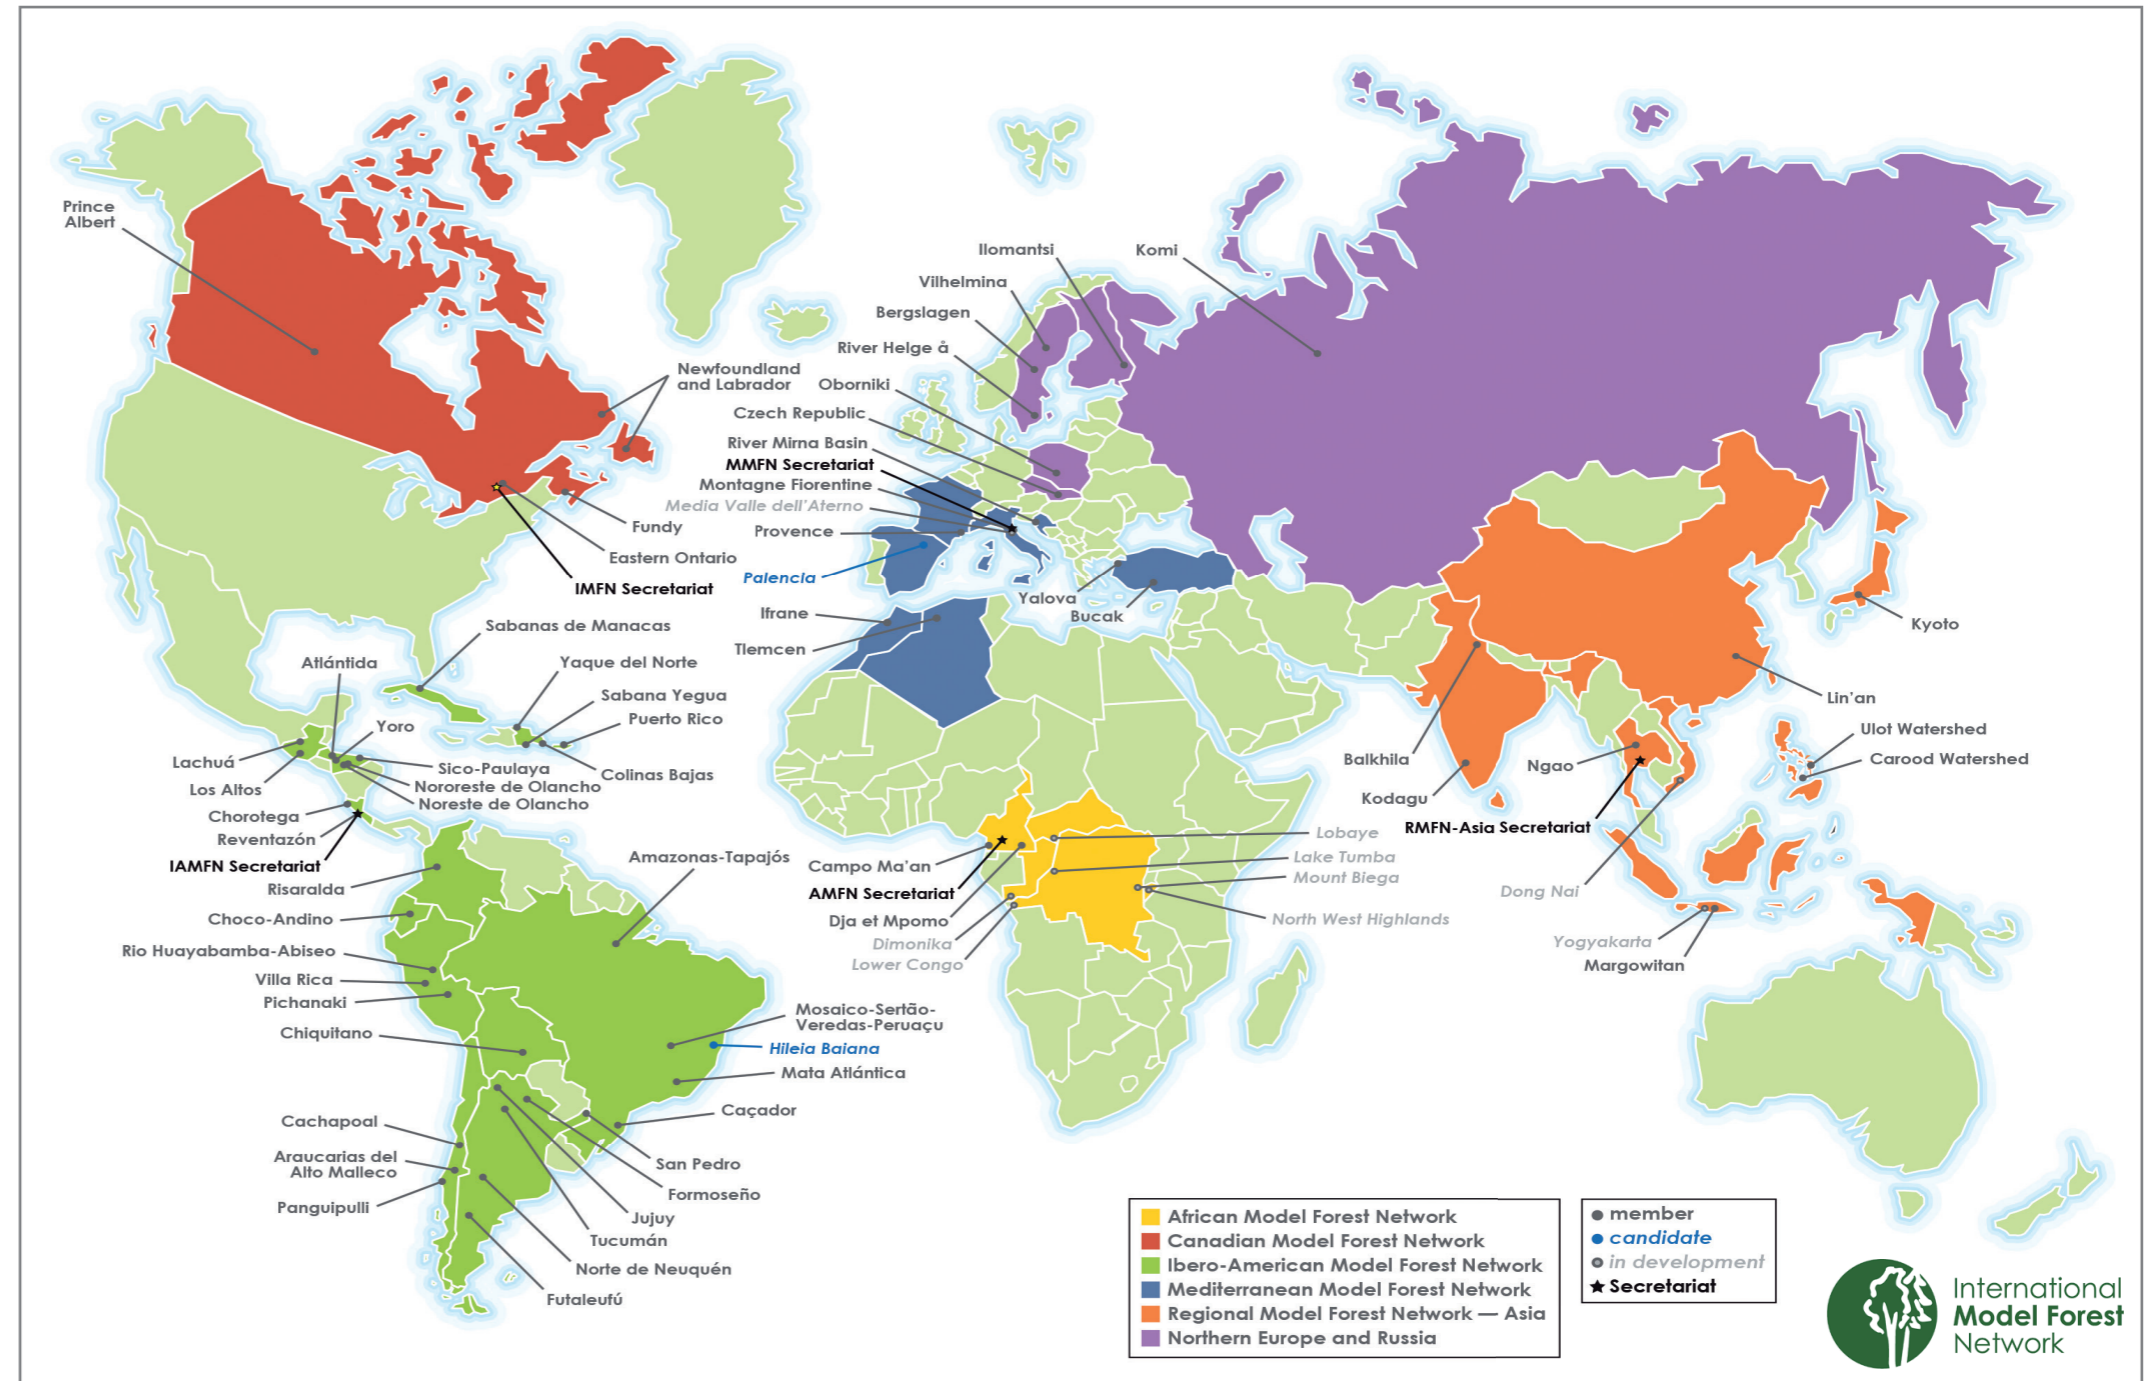 Prince
Albert
Newfoundland
and Labrador
Fundy
Eastern Ontario
IMFN Secretariat
Ilomantsi
Komi
Vilhelmina
Bergslagen
River Helge å
Oborniki
Czech Republic
River Mirna Basin
MMFN Secretariat
Montagne Fiorentine
Media Valle dell'Aterno
Provence
Palencia
Ifrane
Tlemcen
Yalova
Bucak
Sabanas de Manacas
Atlántida
Yaque del Norte
Sabana Yegua
Puerto Rico
Yoro
Lachuá
Los Altos
Sico-Paulaya
Nororeste de Olancho
Noreste de Olancho
Colinas Bajas
Chorotega
Reventazón
IAMFN Secretariat
Risaralda
Choco-Andino
Rio Huayabamba-Abiseo
Villa Rica
Pichanaki
Chiquitano
Amazonas-Tapajós
Mosaico-Sertão-
Veredas-Peruaçu
Hileia Baiana
Mata Atlántica
Caçador
Cachapoal
Araucarias del
Alto Malleco
Panguipulli
San Pedro
Formoseño
Jujuy
Tucumán
Norte de Neuquén
Futaleufú
Campo Ma'an
AMFN Secretariat
Dja et Mpomo
Dimonika
Lower Congo
Lobaye
Lake Tumba
Mount Biega
North West Highlands
Kyoto
Lin'an
Ulot Watershed
Carood Watershed
Balkhila
Kodagu
Ngao
RMFN-Asia Secretariat
Dong Nai
Yogyakarta
Margowitan
African Model Forest Network
Canadian Model Forest Network
Ibero-American Model Forest Network
Mediterranean Model Forest Network
Regional Model Forest Network — Asia
Northern Europe and Russia
member
candidate
in development
Secretariat
International
Model Forest
Network